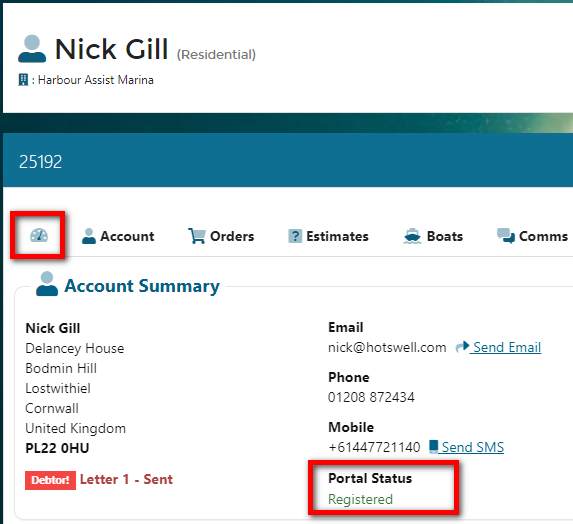 Nick Gill (Residential)
: Harbour Assist Marina
25192
Account Orders Estimates Boats Comms
Account Summary
Nick Gill
Delancey House
Bodmin Hill
Lostwithiel
Cornwall
United Kingdom
PL22 0HU
Debtor! Letter 1 - Sent
Email
nick@hotswell.com Send Email
Phone
01208 872434
Mobile
+61447721140 Send SMS
Portal Status
Registered